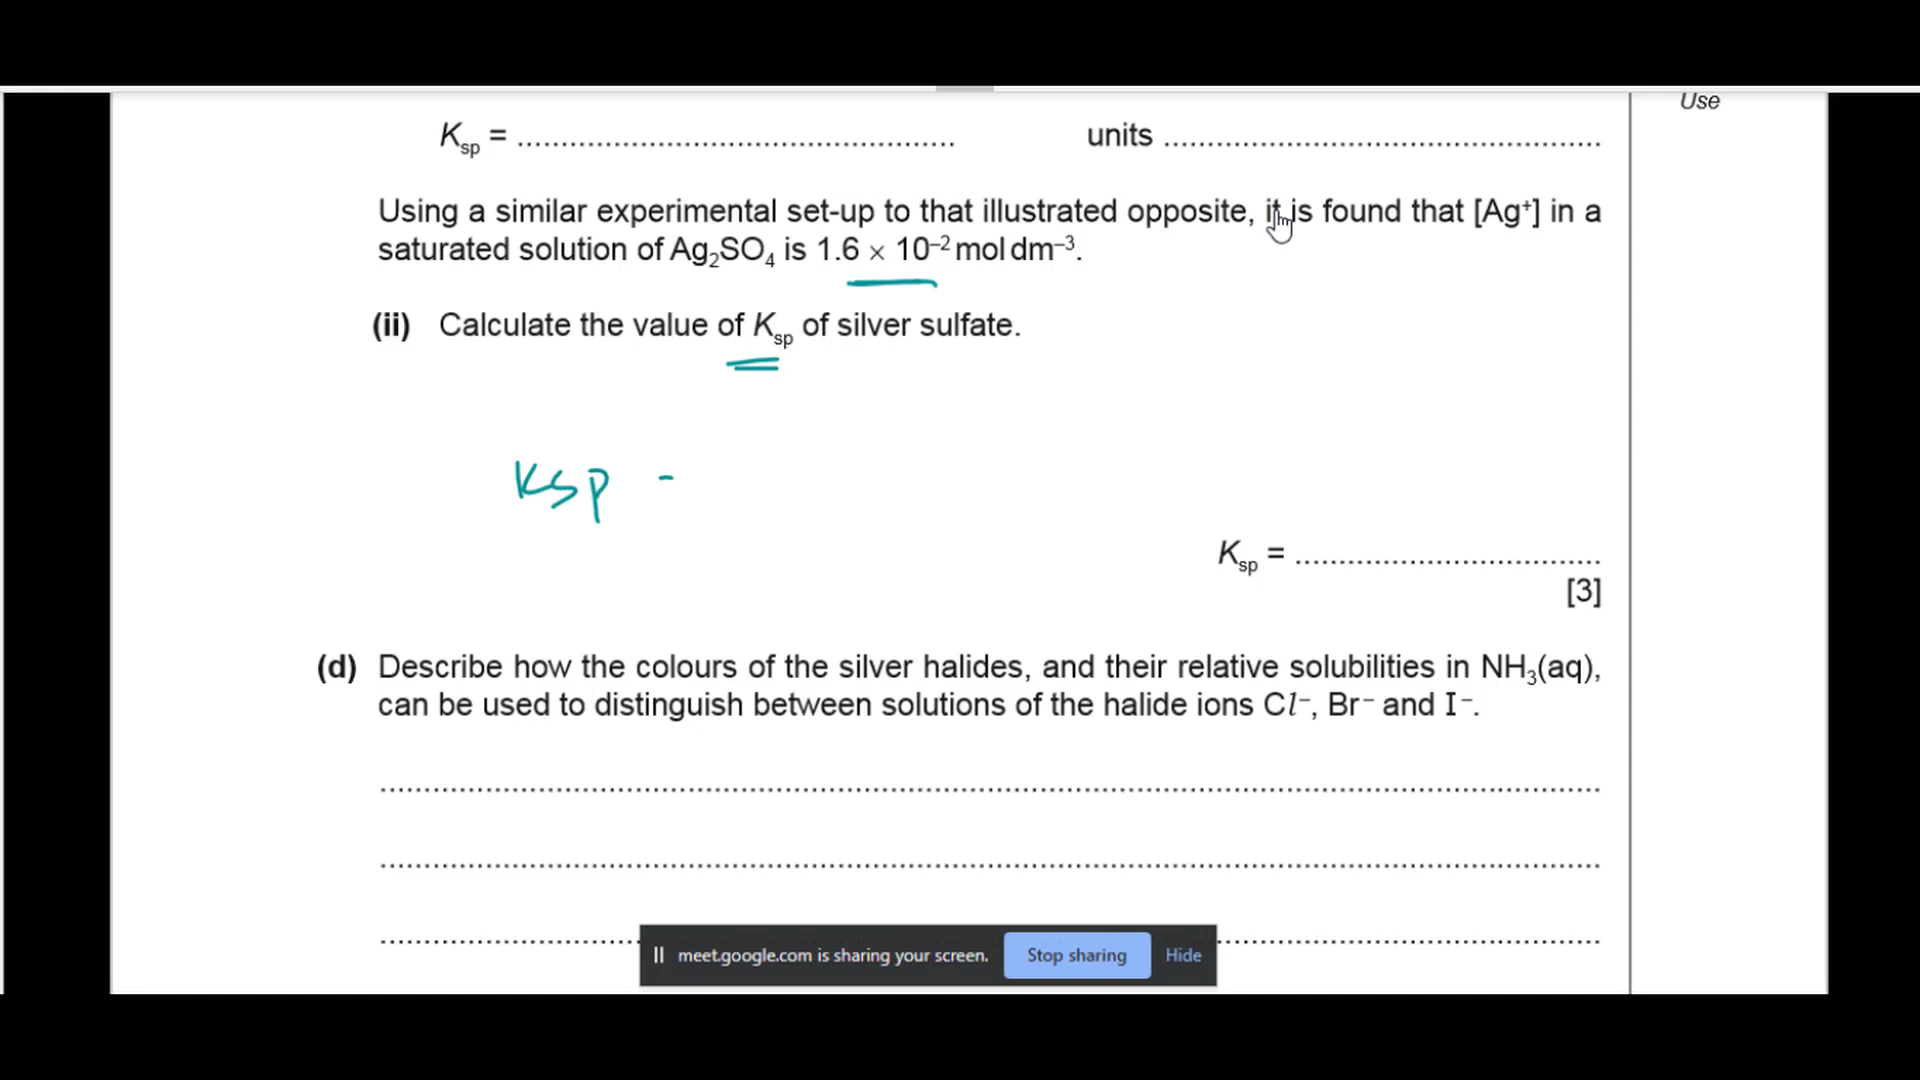 Use
Ksp = .................................................. units ..................................................
Using a similar experimental set-up to that illustrated opposite, it is found that [Ag⁺] in a
saturated solution of Ag₂SO₄ is 1.6 × 10⁻² mol dm⁻³.
(ii) Calculate the value of Ksp of silver sulfate.
Ksp -
Ksp = ...................................
[3]
(d) Describe how the colours of the silver halides, and their relative solubilities in NH₃(aq),
can be used to distinguish between solutions of the halide ions Cl⁻, Br⁻ and I⁻.
meet.google.com is sharing your screen. Stop sharing Hide